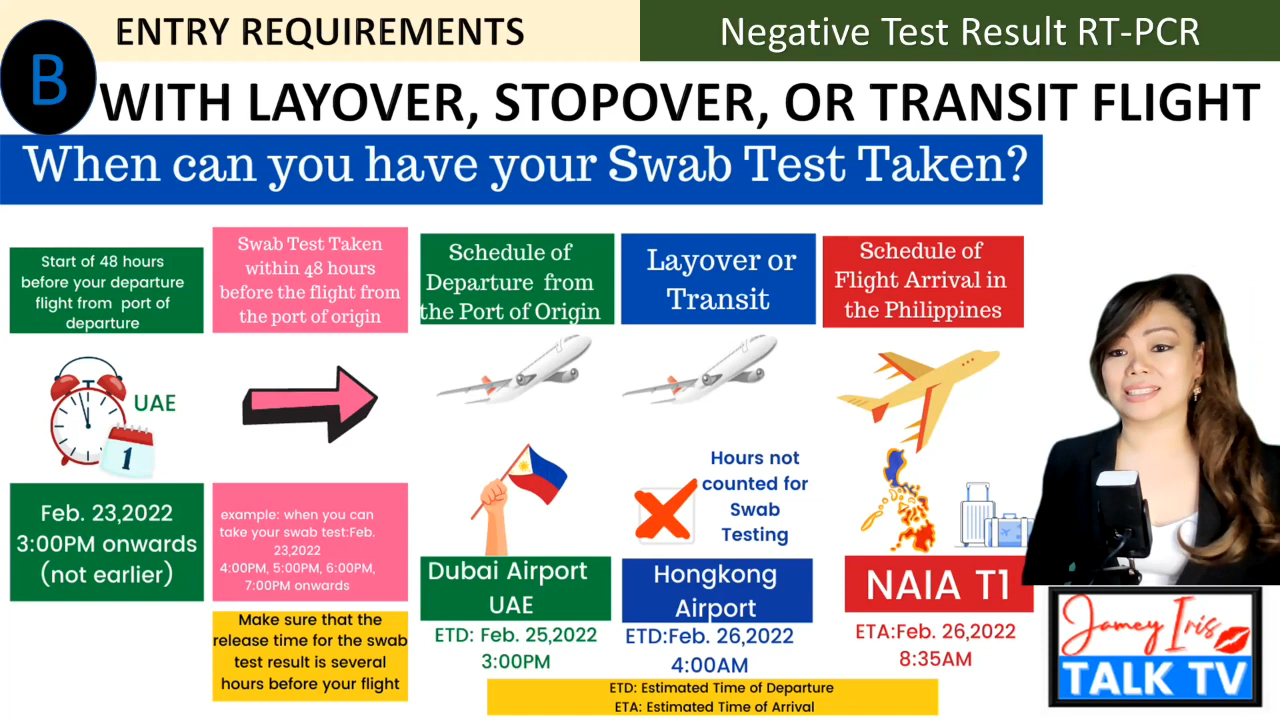 ENTRY REQUIREMENTS
Negative Test Result RT-PCR
B
WITH LAYOVER, STOPOVER, OR TRANSIT FLIGHT
When can you have your Swab Test Taken?
Start of 48 hours
before your departure
flight from port of
departure
Swab Test Taken
within 48 hours
before the flight from
the port of origin
Schedule of
Departure from
the Port of Origin
Layover or
Transit
Schedule of
Flight Arrival in
the Philippines
UAE
1
Hours not
counted for
Swab
Testing
Feb. 23,2022
3:00PM onwards
(not earlier)
example: when you can
take your swab test:Feb.
23,2022
4:00PM, 5:00PM, 6:00PM,
7:00PM onwards
Make sure that the
release time for the swab
test result is several
hours before your flight
Dubai Airport
UAE
ETD: Feb. 25,2022
3:00PM
Hongkong
Airport
ETD:Feb. 26,2022
4:00AM
NAIA T1
ETA:Feb. 26,2022
8:35AM
ETD: Estimated Time of Departure
ETA: Estimated Time of Arrival
Jamey Iris
TALK TV